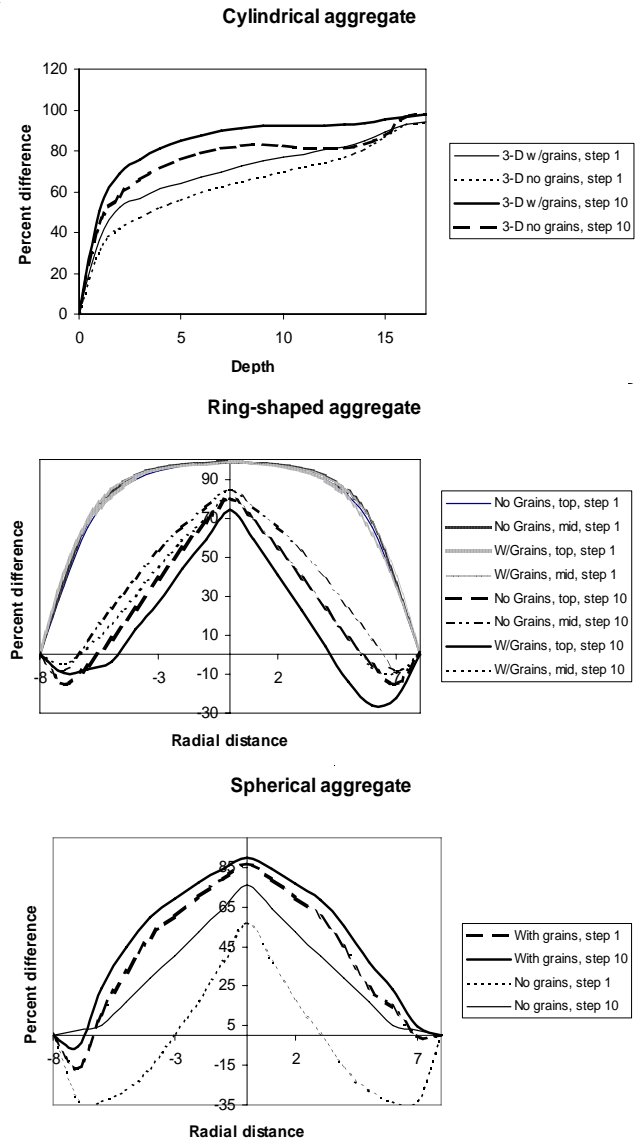 Cylindrical aggregate
120
100
80
60
40
20
0
0 5 10 15
Percent difference
Depth
3-D w/grains, step 1
3-D no grains, step 1
3-D w/grains, step 10
3-D no grains, step 10
Ring-shaped aggregate
90
70
50
30
10
-10
-30
-8 -3 2 7
Percent difference
Radial distance
No Grains, top, step 1
No Grains, mid, step 1
W/Grains, top, step 1
W/Grains, mid, step 1
No Grains, top, step 10
No Grains, mid, step 10
W/Grains, top, step 10
W/Grains, mid, step 10
Spherical aggregate
85
65
45
25
5
-15
-35
-8 -3 2 7
Percent difference
Radial distance
With grains, step 1
With grains, step 10
No grains, step 1
No grains, step 10